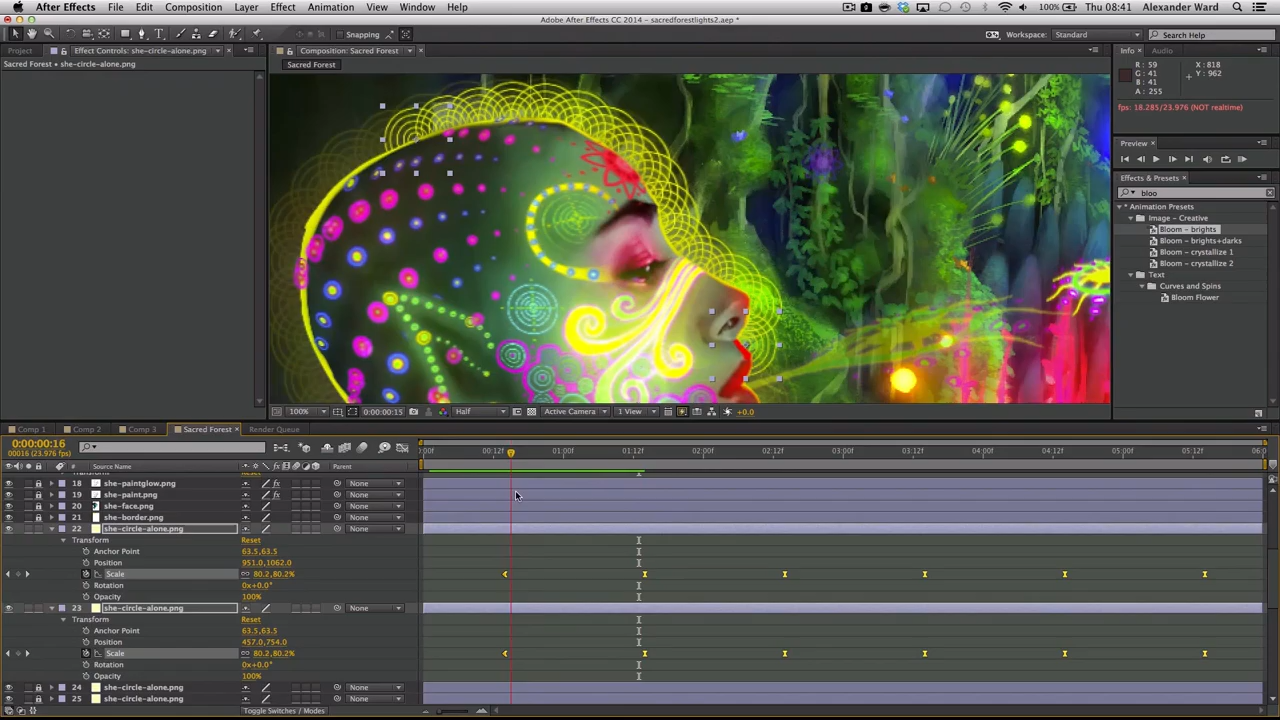 After Effects File Edit Composition Layer Effect Animation View Window Help 100% Thu 08:41 Alexander Ward
Adobe After Effects CC 2014 - sacredforestlights2.aep *
Snapping Workspace: Standard Search Help
Project Effect Controls: she-circle-alone.png Composition: Sacred Forest Info Audio
Sacred Forest • she-circle-alone.png Sacred Forest
R: 59 X: 818
G: 41 Y: 962
B: 41
A: 255
fps: 18.285/23.976 (NOT realtime)
Preview
Effects & Presets
bloo
* Animation Presets
Image - Creative
Bloom - brights
Bloom - brights+darks
Bloom - crystallize 1
Bloom - crystallize 2
Text
Curves and Spins
Bloom Flower
100% 0:00:00:15 Half Active Camera 1 View +0.0
Comp 1 Comp 2 Comp 3 Sacred Forest Render Queue
0:00:00:16
00016 (23.976 fps)
# Source Name Parent
:00f 00:12f 01:00f 01:12f 02:00f 02:12f 03:00f 03:12f 04:00f 04:12f 05:00f 05:12f 06:0
Transform Reset
18 she-paintglow.png None
19 she-paint.png None
20 she-face.png None
21 she-border.png None
22 she-circle-alone.png None
Transform Reset
Anchor Point 63.5,63.5
Position 951.0,1062.0
Scale 80.2,80.2%
Rotation 0x+0.0°
Opacity 100%
23 she-circle-alone.png None
Transform Reset
Anchor Point 63.5,63.5
Position 457.0,754.0
Scale 80.2,80.2%
Rotation 0x+0.0°
Opacity 100%
24 she-circle-alone.png None
25 she-circle-alone.png None
Toggle Switches / Modes